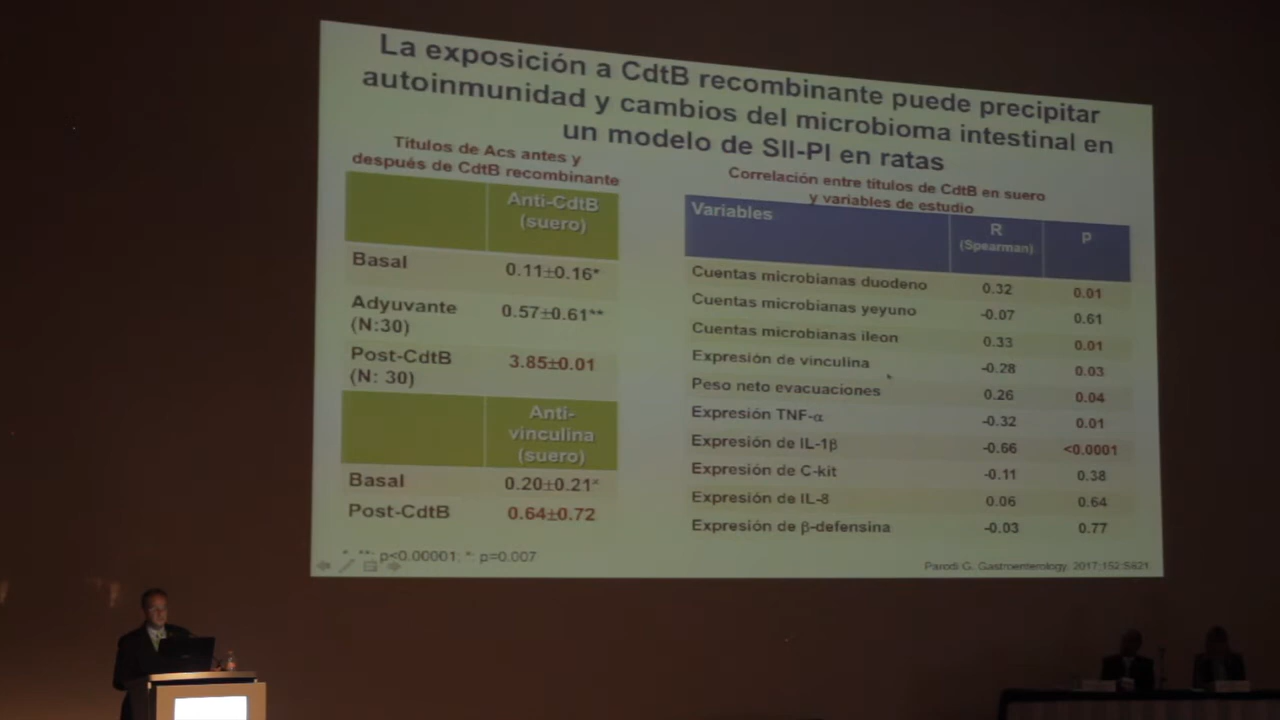 La exposición a CdtB recombinante puede precipitar
autoinmunidad y cambios del microbioma intestinal en
un modelo de SII-PI en ratas
Títulos de Acs antes y
después de CdtB recombinante
Anti-CdtB
(suero)
Basal 0.11±0.16*
Adyuvante
(N:30) 0.57±0.61**
Post-CdtB
(N: 30) 3.85±0.01
Anti-
vinculina
(suero)
Basal 0.20±0.21*
Post-CdtB 0.64±0.72
*, **: p<0.00001; *: p=0.007
Correlación entre títulos de CdtB en suero
y variables de estudio
Variables R
(Spearman) p
Cuentas microbianas duodeno 0.32 0.01
Cuentas microbianas yeyuno -0.07 0.61
Cuentas microbianas ileon 0.33 0.01
Expresión de vinculina -0.28 0.03
Peso neto evacuaciones 0.26 0.04
Expresión TNF-α -0.32 0.01
Expresión de IL-1β -0.66 <0.0001
Expresión de C-kit -0.11 0.38
Expresión de IL-8 0.06 0.64
Expresión de β-defensina -0.03 0.77
Parodi G. Gastroenterology. 2017;152:S821